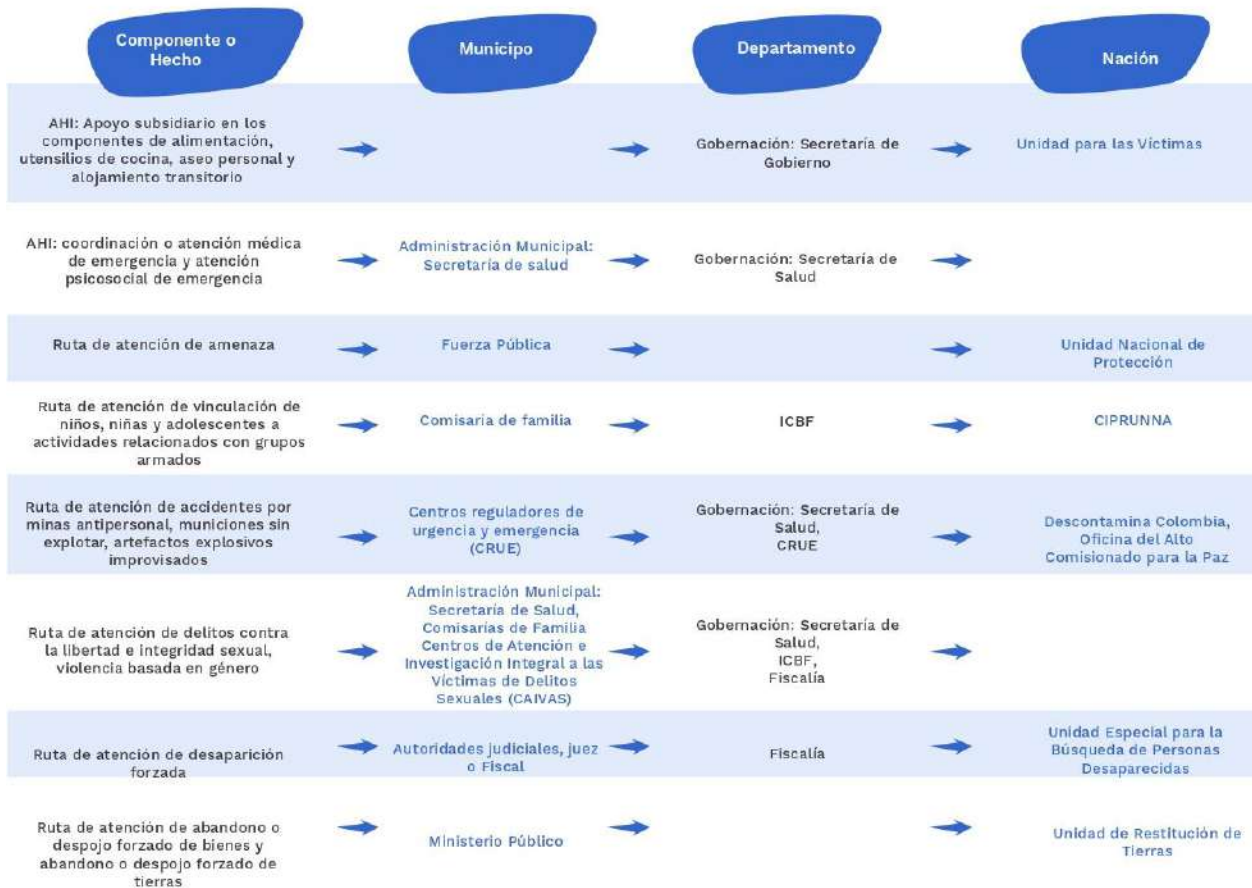 Componente o
Hecho
Municipo
Departamento
Nación
AHI: Apoyo subsidiario en los
componentes de alimentación,
utensilios de cocina, aseo personal y
alojamiento transitorio
Gobernación: Secretaría de
Gobierno
Unidad para las Víctimas
AHI: coordinación o atención médica
de emergencia y atención
psicosocial de emergencia
Administración Municipal:
Secretaría de salud
Gobernación: Secretaría de
Salud
Ruta de atención de amenaza
Fuerza Pública
Unidad Nacional de
Protección
Ruta de atención de vinculación de
niños, niñas y adolescentes a
actividades relacionados con grupos
armados
Comisaría de familia
ICBF
CIPRUNNA
Ruta de atención de accidentes por
minas antipersonal, municiones sin
explotar, artefactos explosivos
improvisados
Centros reguladores de
urgencia y emergencia
(CRUE)
Gobernación: Secretaría de
Salud,
CRUE
Descontamina Colombia,
Oficina del Alto
Comisionado para la Paz
Ruta de atención de delitos contra
la libertad e integridad sexual,
violencia basada en género
Administración Municipal:
Secretaría de Salud,
Comisarías de Familia
Centros de Atención e
Investigación Integral a las
Víctimas de Delitos
Sexuales (CAIVAS)
Gobernación: Secretaría de
Salud,
ICBF,
Fiscalía
Ruta de atención de desaparición
forzada
Autoridades judiciales, juez
o Fiscal
Fiscalía
Unidad Especial para la
Búsqueda de Personas
Desaparecidas
Ruta de atención de abandono o
despojo forzado de bienes y
abandono o despojo forzado de
tierras
Ministerio Público
Unidad de Restitución de
Tierras